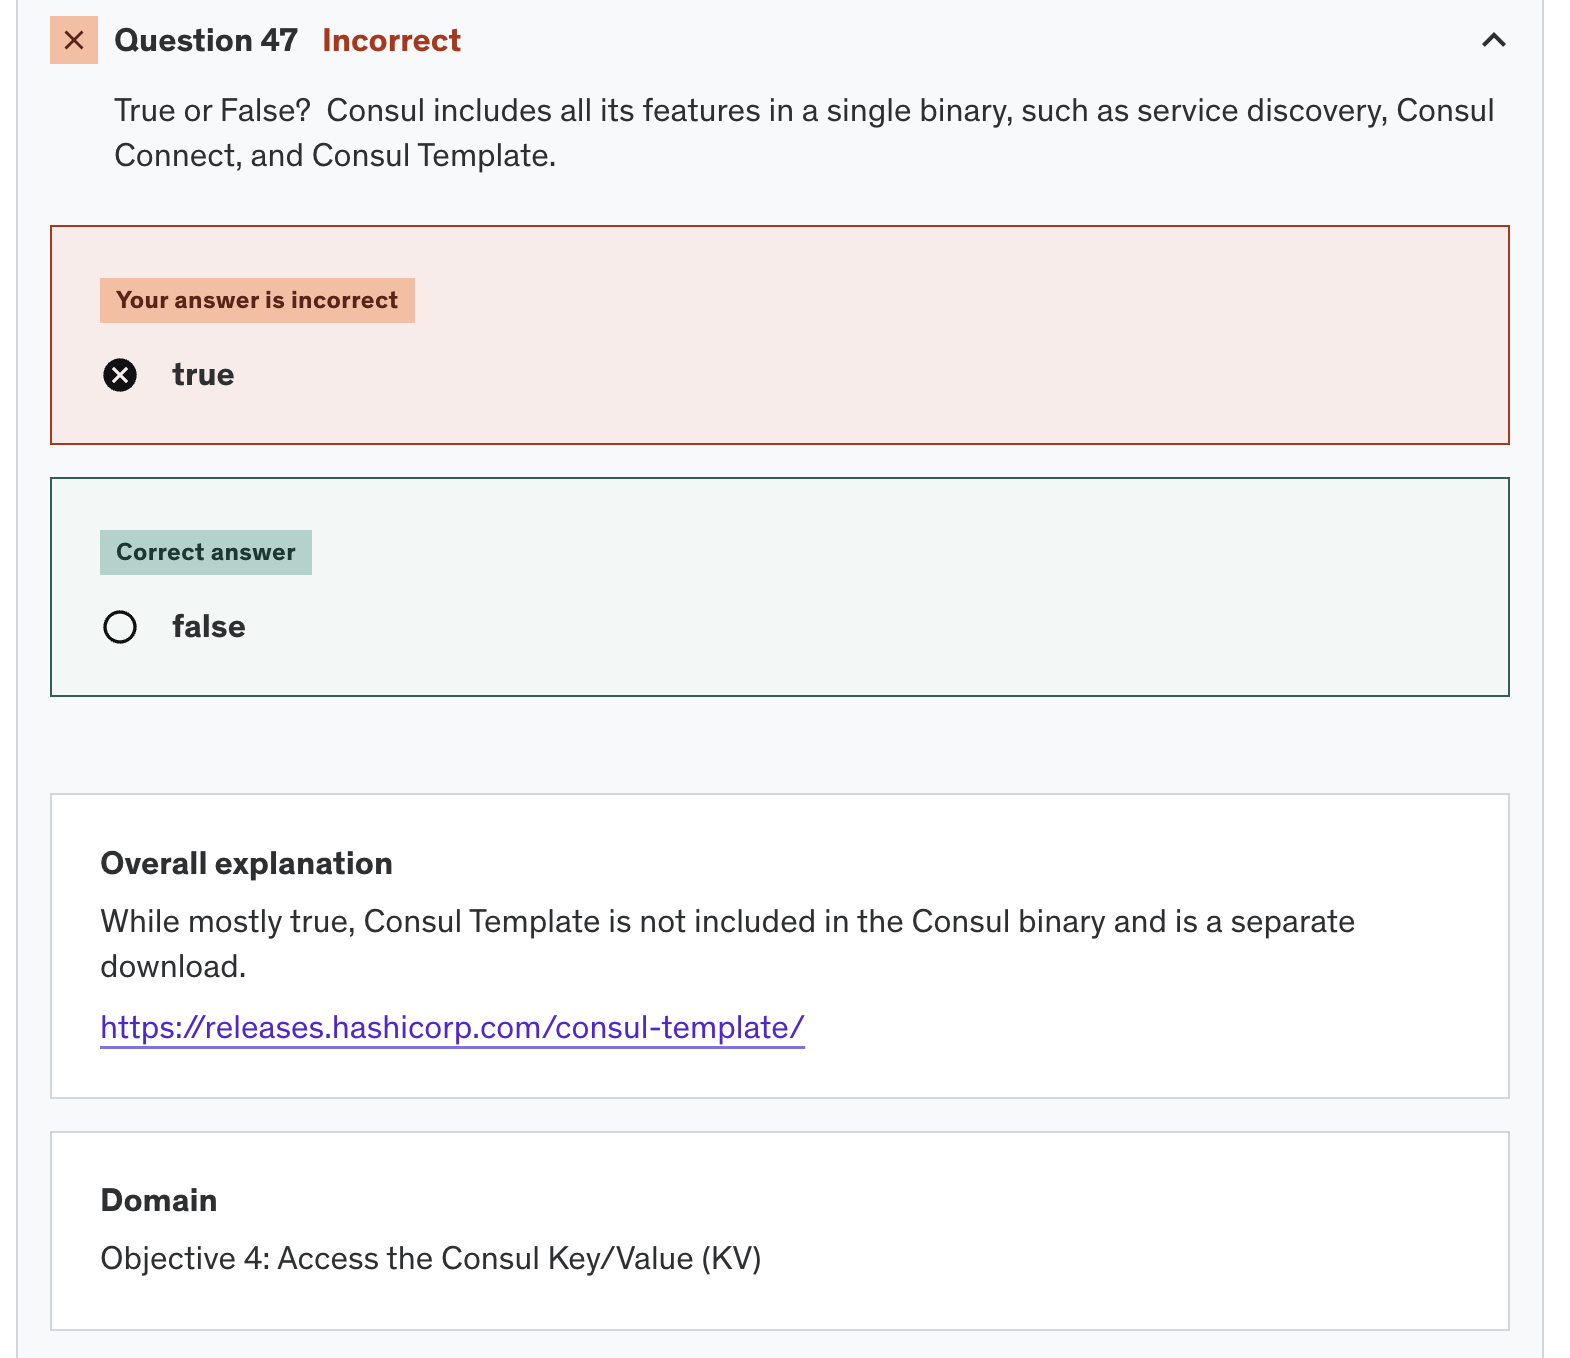 Question 47 Incorrect
True or False?  Consul includes all its features in a single binary, such as service discovery, Consul
Connect, and Consul Template.
Your answer is incorrect
true
Correct answer
false
Overall explanation
While mostly true, Consul Template is not included in the Consul binary and is a separate
download.
https://releases.hashicorp.com/consul-template/
Domain
Objective 4: Access the Consul Key/Value (KV)